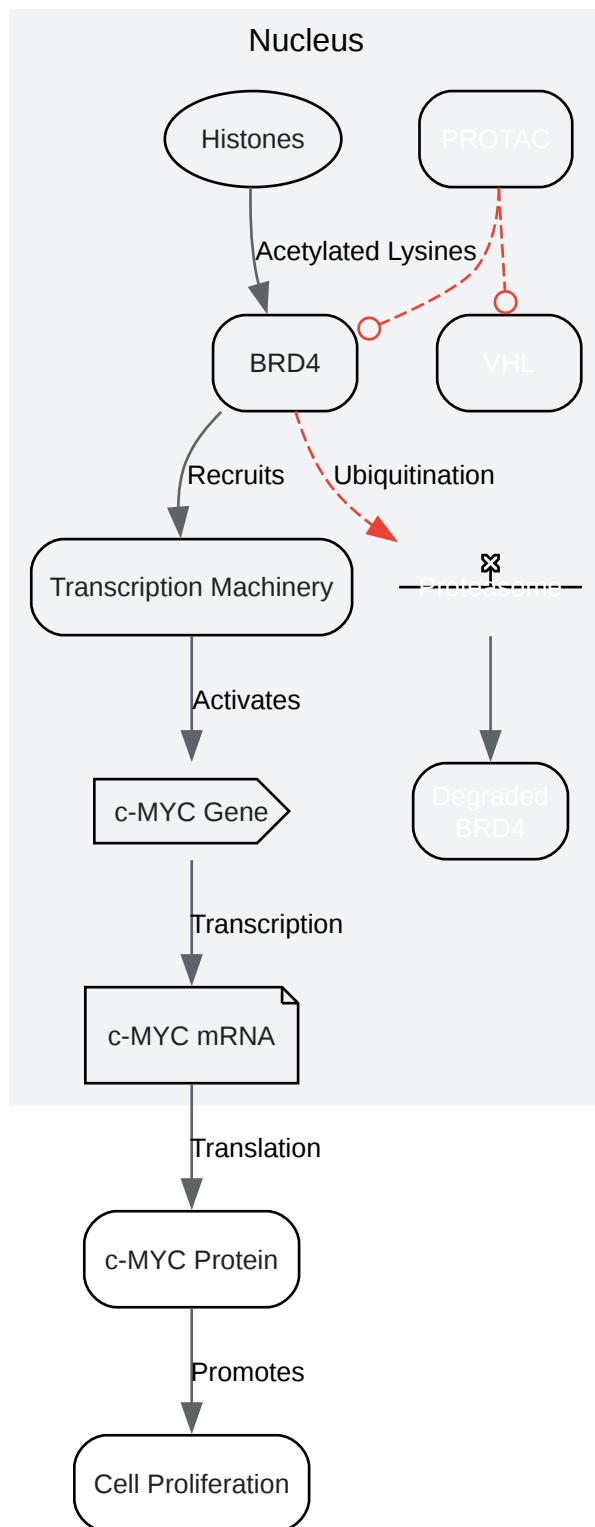 Nucleus
Histones
PROTAC
Acetylated Lysines
BRD4
VHL
Recruits
Ubiquitination
Transcription Machinery
Proteasome
Activates
c-MYC Gene
Degraded
BRD4
Transcription
c-MYC mRNA
Translation
c-MYC Protein
Promotes
Cell Proliferation